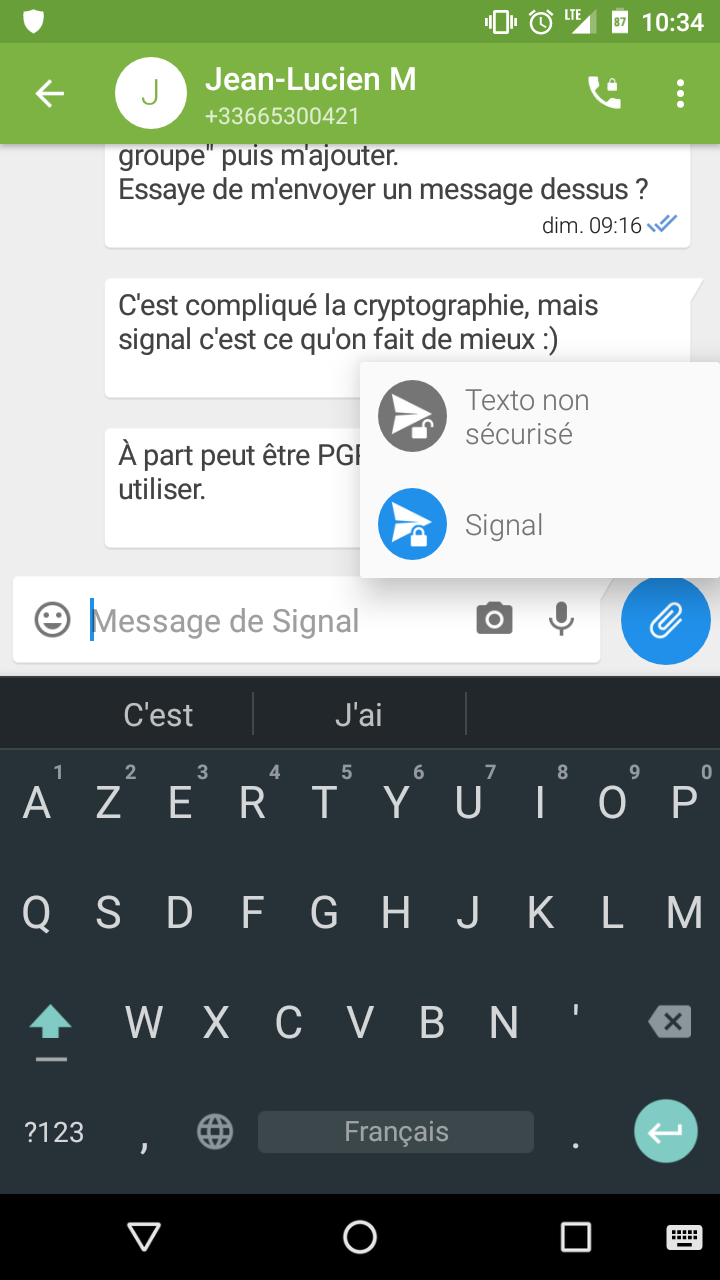 LTE 87 10:34
J Jean-Lucien M
+33665300421
groupe" puis m'ajouter.
Essaye de m'envoyer un message dessus ?
dim. 09:16
C'est compliqué la cryptographie, mais
signal c'est ce qu'on fait de mieux :)
À part peut être PGP
utiliser.
Texto non
sécurisé
Signal
Message de Signal
C'est J'ai
1 2 3 4 5 6 7 8 9 0
A Z E R T Y U I O P
Q S D F G H J K L M
W X C V B N '
?123 , Français .